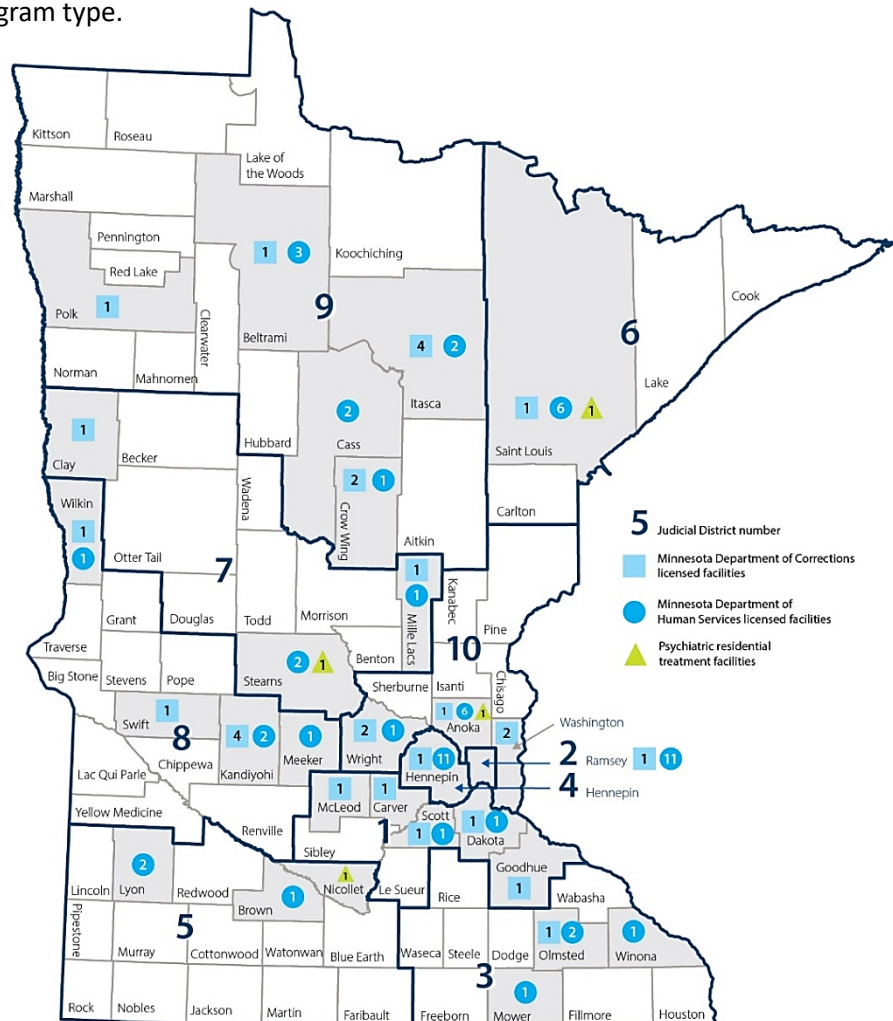 gram type.
Kittson
Roseau
Lake of
the Woods
Marshall
Pennington
Red Lake
Koochiching
1 3
Polk
1
Clearwater
9
Beltrami
Cook
6
Norman
Mahnomen
4 2
Itasca
Lake
1
Clay
Becker
Hubbard
2
Cass
1 6 1
Saint Louis
Wilkin
1
1
Otter Tail
Wadena
2 1
Crow Wing
Aitkin
Carlton
5 Judicial District number
Minnesota Department of Corrections
licensed facilities
Minnesota Department of
Human Services licensed facilities
Psychiatric residential
treatment facilities
7
1
1
Mille Lacs
Kanabec
Pine
Grant
Douglas
Todd
Morrison
Traverse
Big Stone
Stevens
Pope
2 1
Stearns
Benton
10
Sherburne
Isanti
Chisago
1
Swift
8
Chippewa
4 2
Kandiyohi
1
Meeker
2 1
Wright
1 6 1
Anoka
2
Washington
1 11
Hennepin
2 Ramsey 1 11
4 Hennepin
Lac Qui Parle
Yellow Medicine
Renville
1
McLeod
1
Carver
1
Scott
1 1
1 1
Dakota
Sibley
Goodhue
1
Lincoln
2
Lyon
Redwood
1
Brown
1
Nicollet
Le Sueur
Rice
Wabasha
Pipestone
5
Murray
Cottonwood
Watonwan
Blue Earth
Waseca
Steele
Dodge
1 2
Olmsted
1
Winona
3
Rock
Nobles
Jackson
Martin
Faribault
Freeborn
1
Mower
Fillmore
Houston